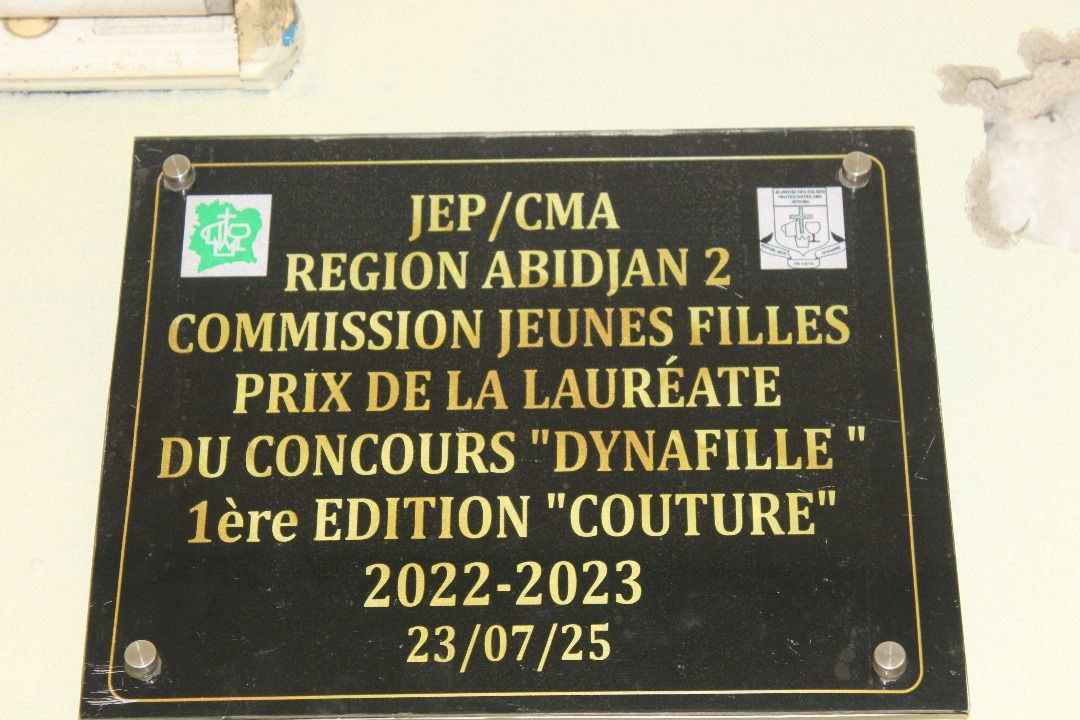 JEP/CMA
REGION ABIDJAN 2
COMMISSION JEUNES FILLES
PRIX DE LA LAURÉATE
DU CONCOURS "DYNAFILLE "
1ère EDITION "COUTURE"
2022-2023
23/07/25